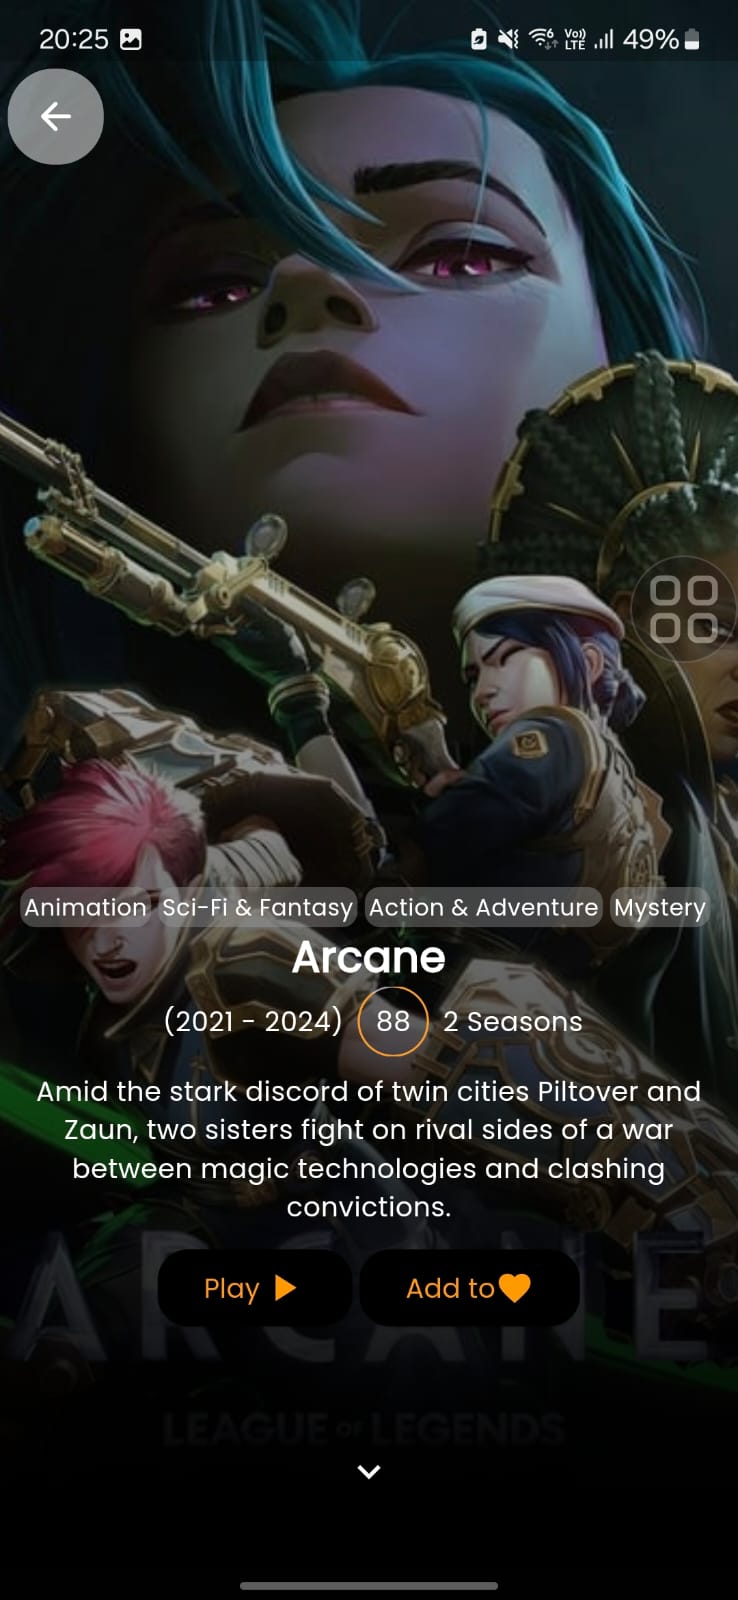 20:25
Vo))
LTE
49%
Animation Sci-Fi & Fantasy Action & Adventure Mystery
Arcane
(2021 - 2024) 88 2 Seasons
Amid the stark discord of twin cities Piltover and
Zaun, two sisters fight on rival sides of a war
between magic technologies and clashing
convictions.
Play Add to
ARCANE
LEAGUE OF LEGENDS